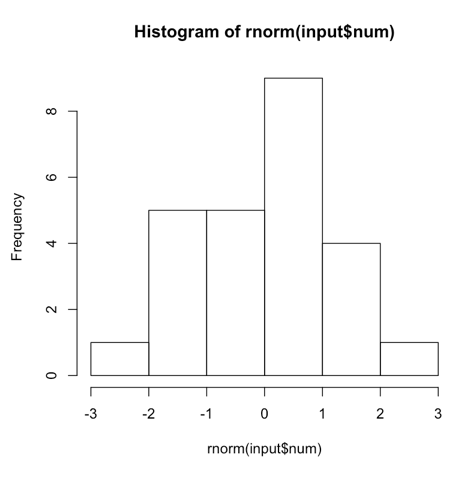 Histogram of rnorm(input$num)
Frequency
8
6
4
2
0
-3 -2 -1 0 1 2 3
rnorm(input$num)